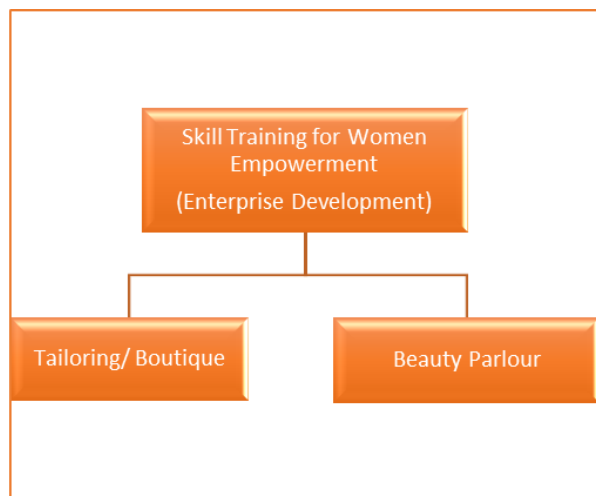 Skill Training for Women
Empowerment
(Enterprise Development)
Tailoring/ Boutique
Beauty Parlour